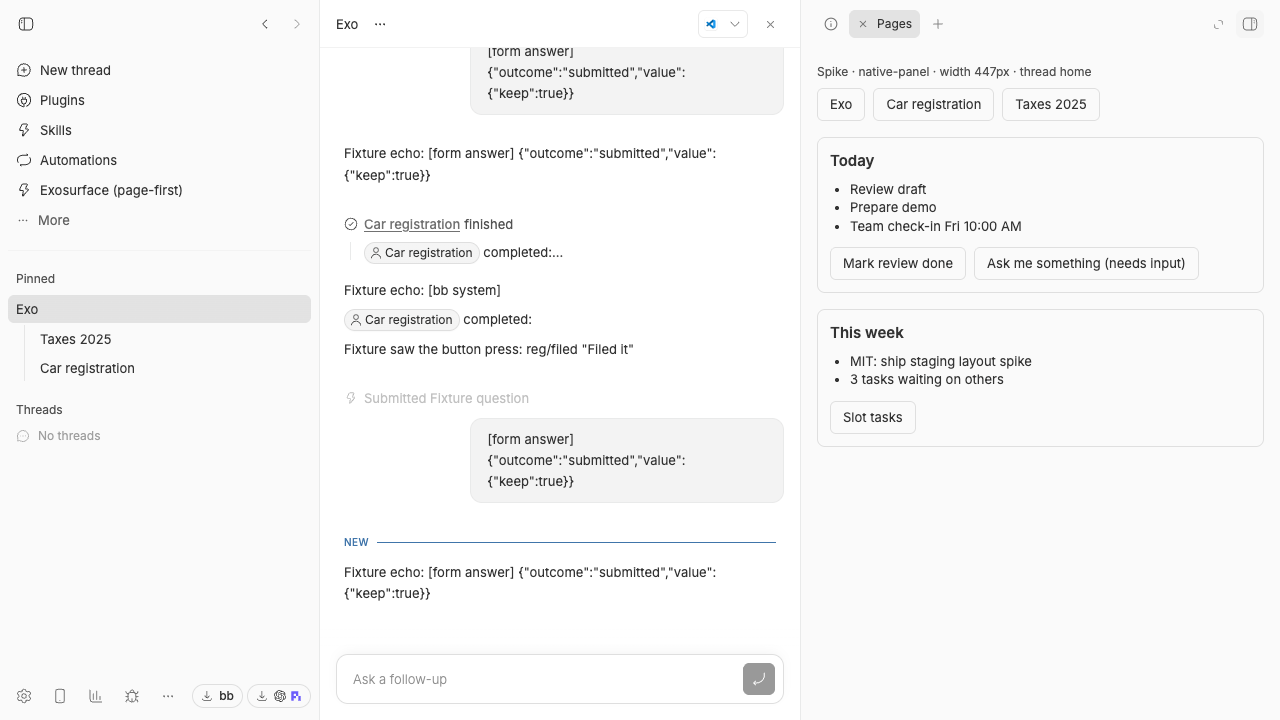 New thread
Plugins
Skills
Automations
Exosurface (page-first)
More
Pinned
Exo
Taxes 2025
Car registration
Threads
No threads
bb
Exo
[form answer]
{"outcome":"submitted","value":
{"keep":true}}
Fixture echo: [form answer] {"outcome":"submitted","value":
{"keep":true}}
Car registration finished
Car registration completed:...
Fixture echo: [bb system]
Car registration completed:
Fixture saw the button press: reg/filed "Filed it"
Submitted Fixture question
[form answer]
{"outcome":"submitted","value":
{"keep":true}}
NEW
Fixture echo: [form answer] {"outcome":"submitted","value":
{"keep":true}}
Ask a follow-up
Pages
Spike · native-panel · width 447px · thread home
Exo Car registration Taxes 2025
Today
• Review draft
• Prepare demo
• Team check-in Fri 10:00 AM
Mark review done Ask me something (needs input)
This week
• MIT: ship staging layout spike
• 3 tasks waiting on others
Slot tasks